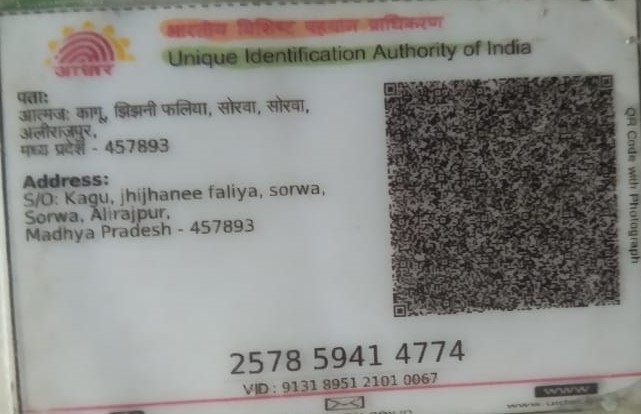 भारतीय विशिष्ट पहचान प्राधिकरण
Unique Identification Authority of India
आधार
पता:
आत्मज: कागू, झिझनी फलिया, सोरवा, सोरवा,
अलीराजपुर,
मध्य प्रदेश - 457893
Address:
S/O: Kagu, jhijhanee faliya, sorwa,
Sorwa, Alirajpur,
Madhya Pradesh - 457893
QR Code with Photograph
2578 5941 4774
VID : 9131 8951 2101 0067
www